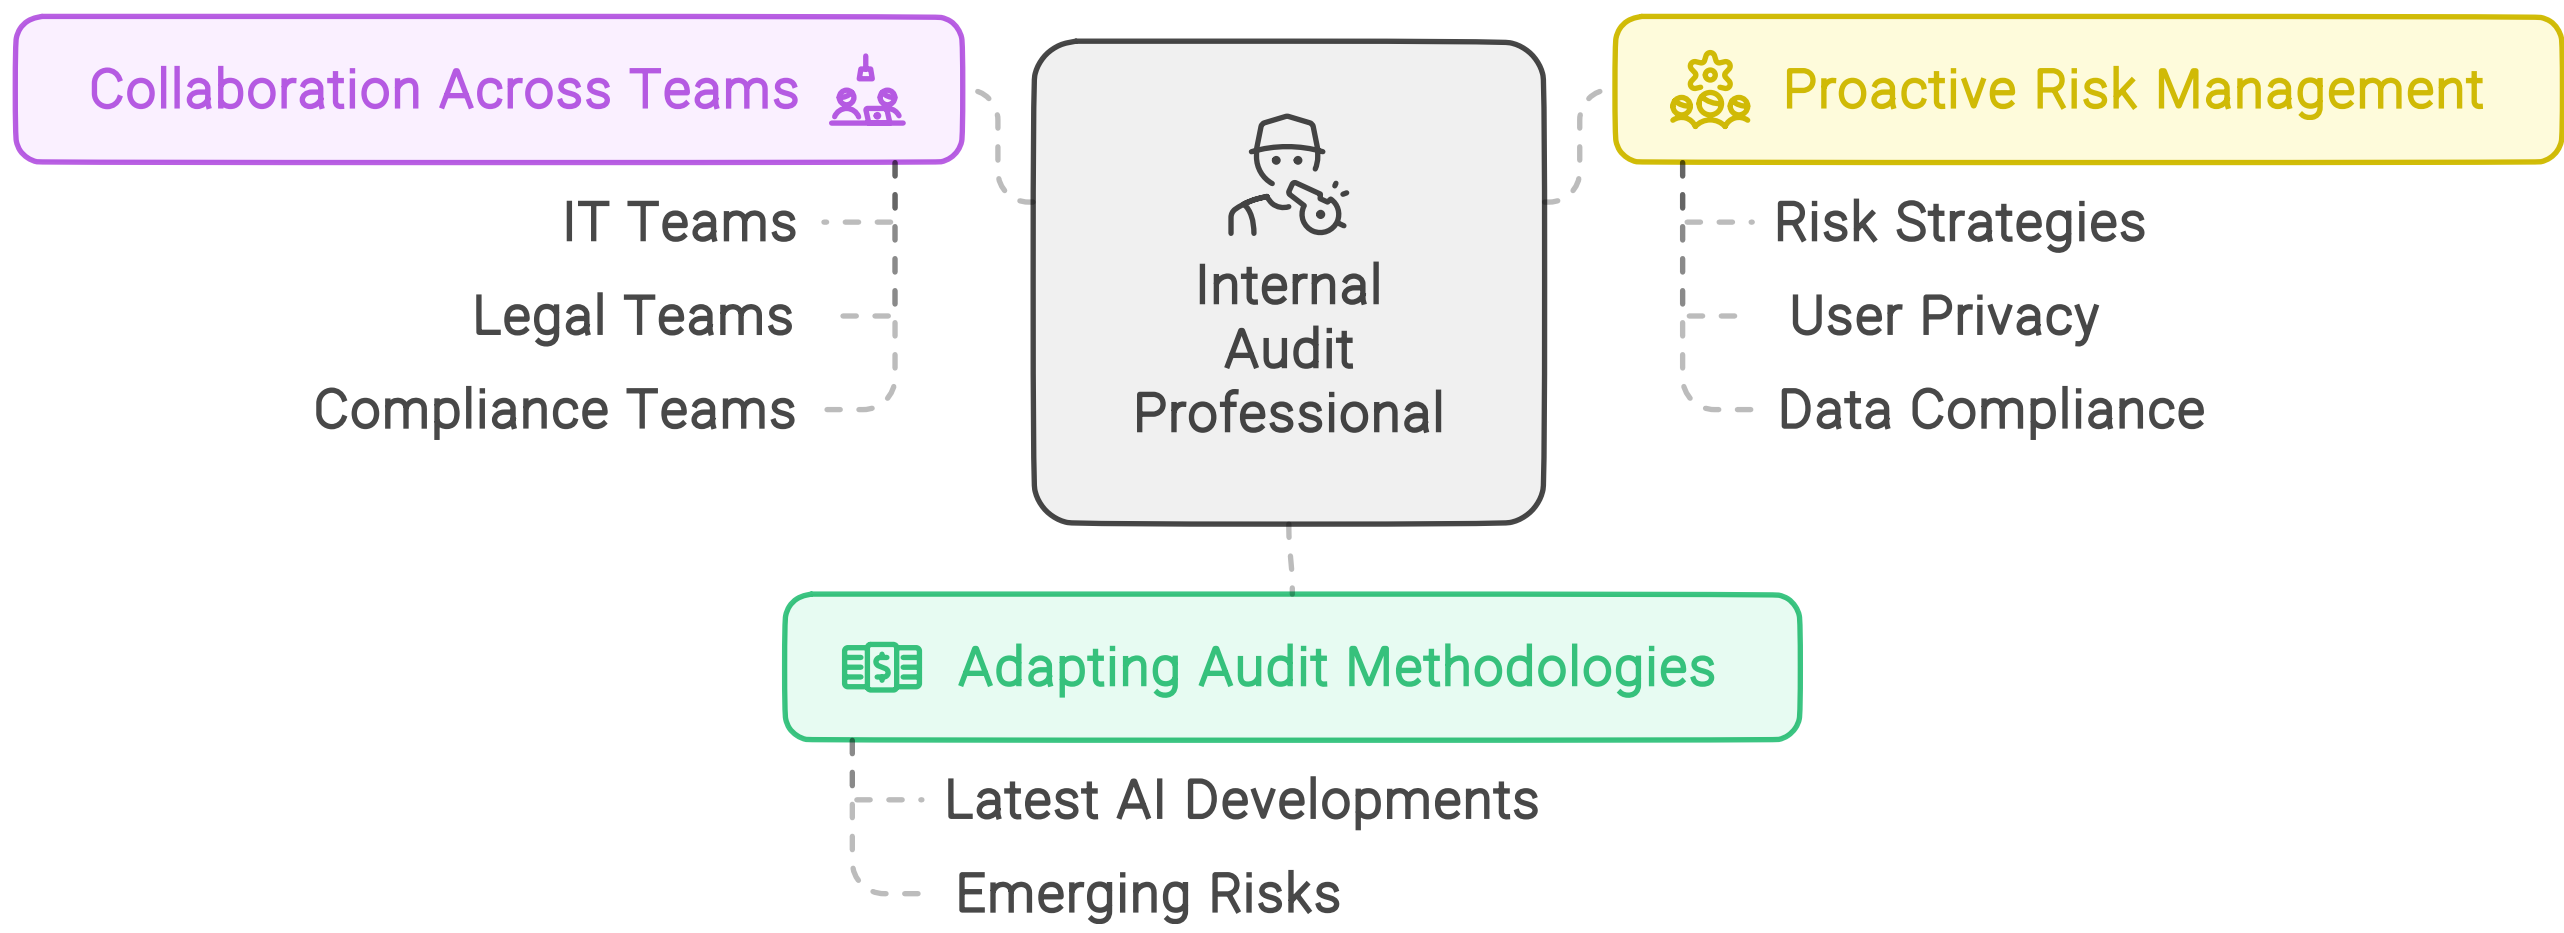 Collaboration Across Teams
IT Teams
Legal Teams
Compliance Teams
Internal
Audit
Professional
Proactive Risk Management
Risk Strategies
User Privacy
Data Compliance
Adapting Audit Methodologies
Latest AI Developments
Emerging Risks